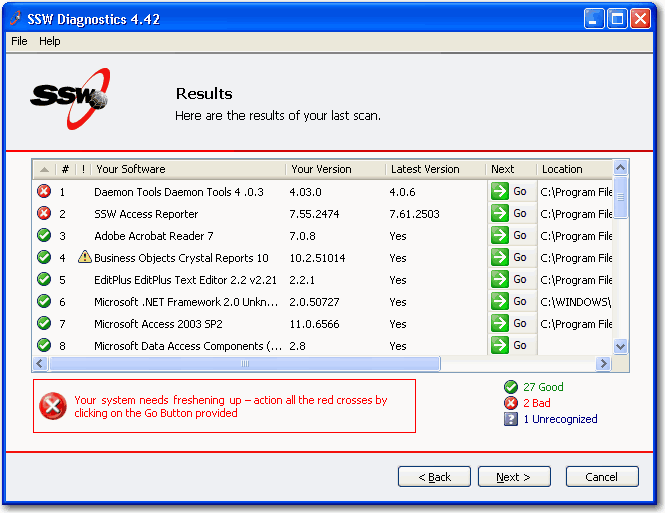 SSW Diagnostics 4.42
File Help
SSW
Results
Here are the results of your last scan.
# ! Your Software Your Version Latest Version Next Location
1 Daemon Tools Daemon Tools 4 .0.3 4.03.0 4.0.6 Go C:\Program File
2 SSW Access Reporter 7.55.2474 7.61.2503 Go C:\Program File
3 Adobe Acrobat Reader 7 7.0.8 Yes Go C:\Program File
4 Business Objects Crystal Reports 10 10.2.51014 Yes Go C:\Program File
5 EditPlus EditPlus Text Editor 2.2 v2.21 2.2.1 Yes Go C:\Program File
6 Microsoft .NET Framework 2.0 Unkn... 2.0.50727 Yes Go C:\WINDOWS\
7 Microsoft Access 2003 SP2 11.0.6566 Yes Go C:\Program File
8 Microsoft Data Access Components (... 2.8 Yes Go
Your system needs freshening up – action all the red crosses by
clicking on the Go Button provided
27 Good
2 Bad
? 1 Unrecognized
< Back Next > Cancel